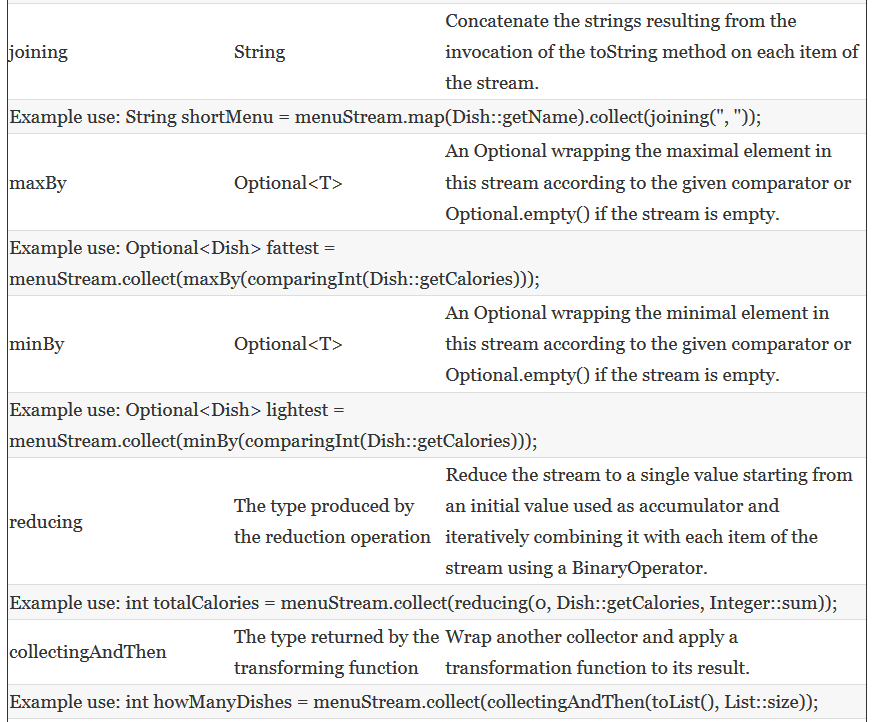 Concatenate the strings resulting from the
joining String invocation of the toString method on each item of
the stream.
Example use: String shortMenu = menuStream.map(Dish::getName).collect(joining(", "));
An Optional wrapping the maximal element in
maxBy Optional<T> this stream according to the given comparator or
Optional.empty() if the stream is empty.
Example use: Optional<Dish> fattest =
menuStream.collect(maxBy(comparingInt(Dish::getCalories)));
An Optional wrapping the minimal element in
minBy Optional<T> this stream according to the given comparator or
Optional.empty() if the stream is empty.
Example use: Optional<Dish> lightest =
menuStream.collect(minBy(comparingInt(Dish::getCalories)));
Reduce the stream to a single value starting from
The type produced by an initial value used as accumulator and
reducing
the reduction operation iteratively combining it with each item of the
stream using a BinaryOperator.
Example use: int totalCalories = menuStream.collect(reducing(0, Dish::getCalories, Integer::sum));
The type returned by the Wrap another collector and apply a
collectingAndThen
transforming function transformation function to its result.
Example use: int howManyDishes = menuStream.collect(collectingAndThen(toList(), List::size));